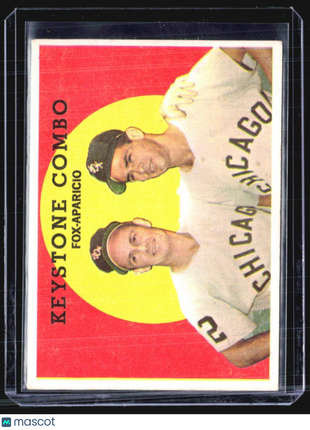 KEYSTONE COMBO
FOX-APARICIO
CHICAGO
CHICAGO
2
mascot